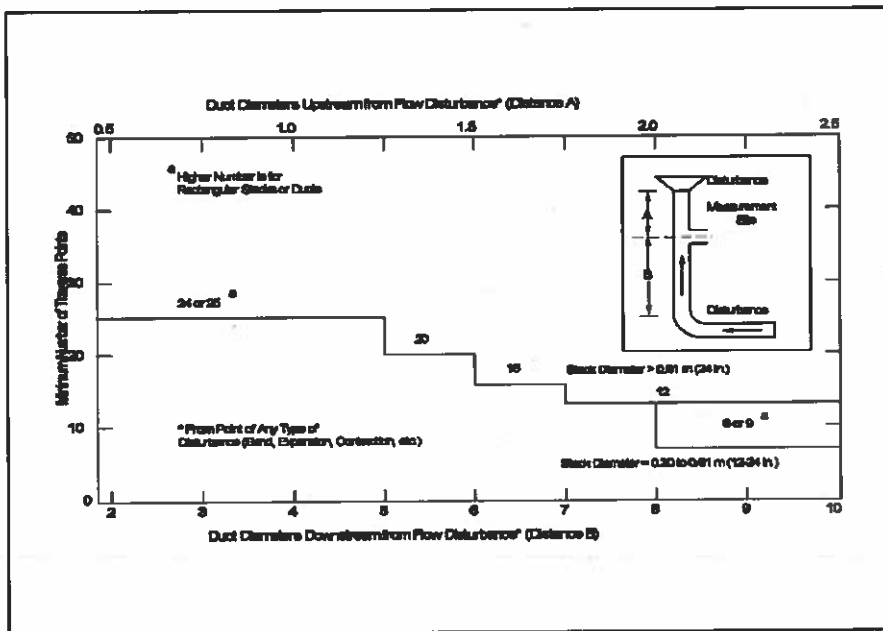 Duct Diameters Upstream from Flow Disturbance* (Distance A)
0.5 1.0 1.5 2.0 2.5
50
40
30
20
10
0
Minimum Number of Traverse Points
a Higher Number is for
Rectangular Stacks or Ducts
24 or 25 a
20
16
Stack Diameter > 0.61 m (24 in.)
12
8 or 9 a
Stack Diameter = 0.30 to 0.61 m (12-24 in.)
* From Point of Any Type of
Disturbance (Bend, Expansion, Contraction, etc.)
Disturbance
A
Measurement
Site
B
Disturbance
2 3 4 5 6 7 8 9 10
Duct Diameters Downstream from Flow Disturbance* (Distance B)